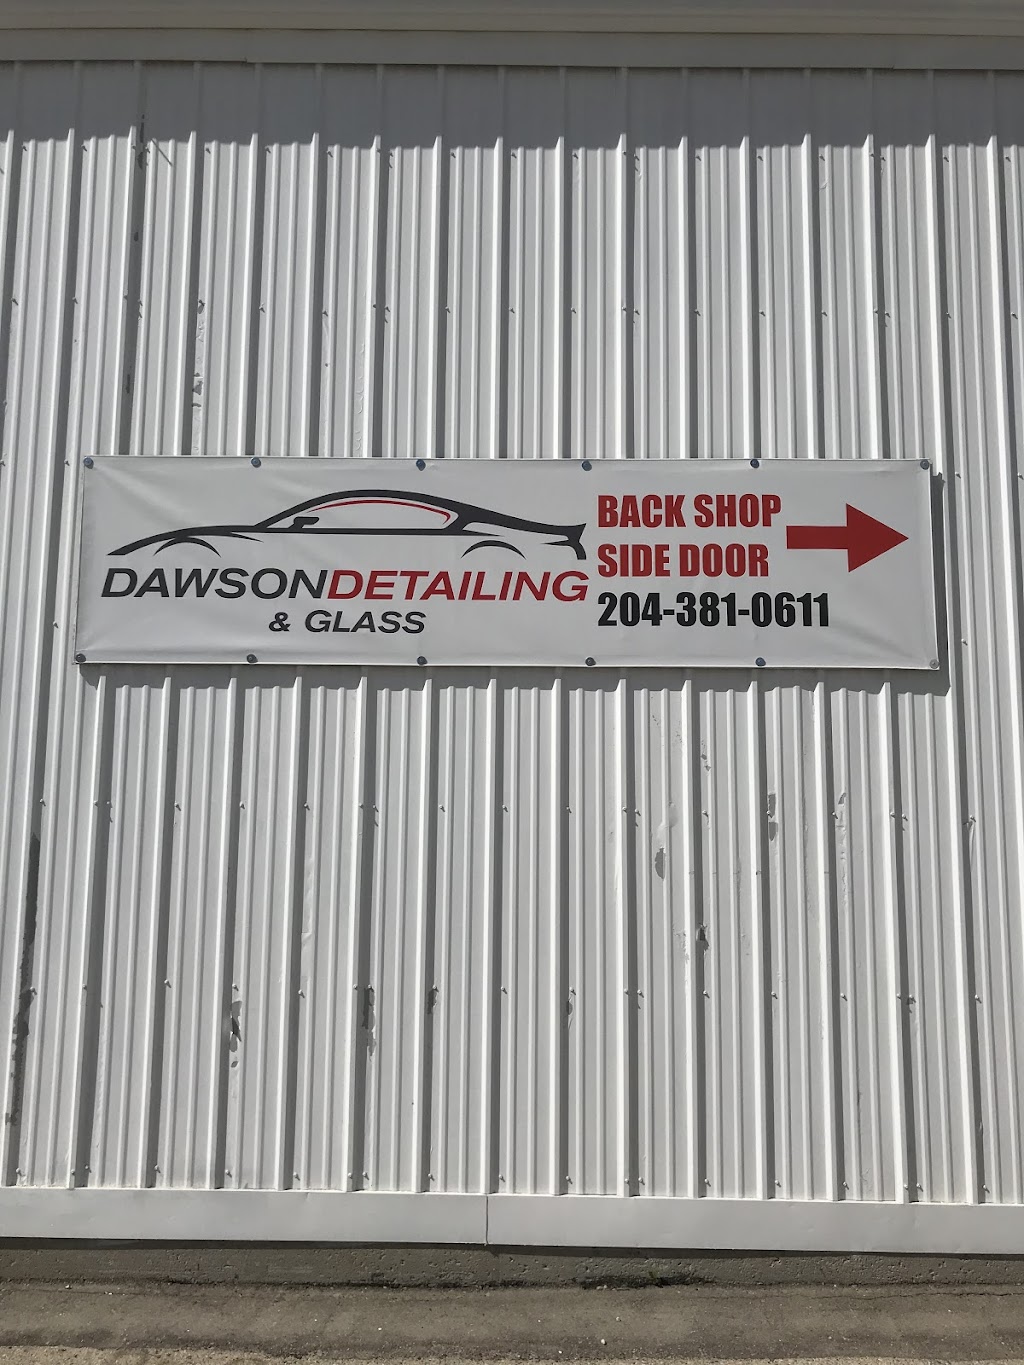 DAWSONDETAILING
& GLASS
BACK SHOP
SIDE DOOR
204-381-0611